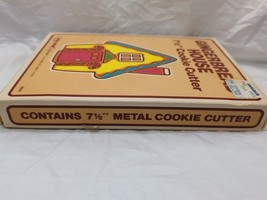 GINGERBREAD
HOUSE
7½" Cookie Cutter
CONTAINS 7½" METAL COOKIE CUTTER